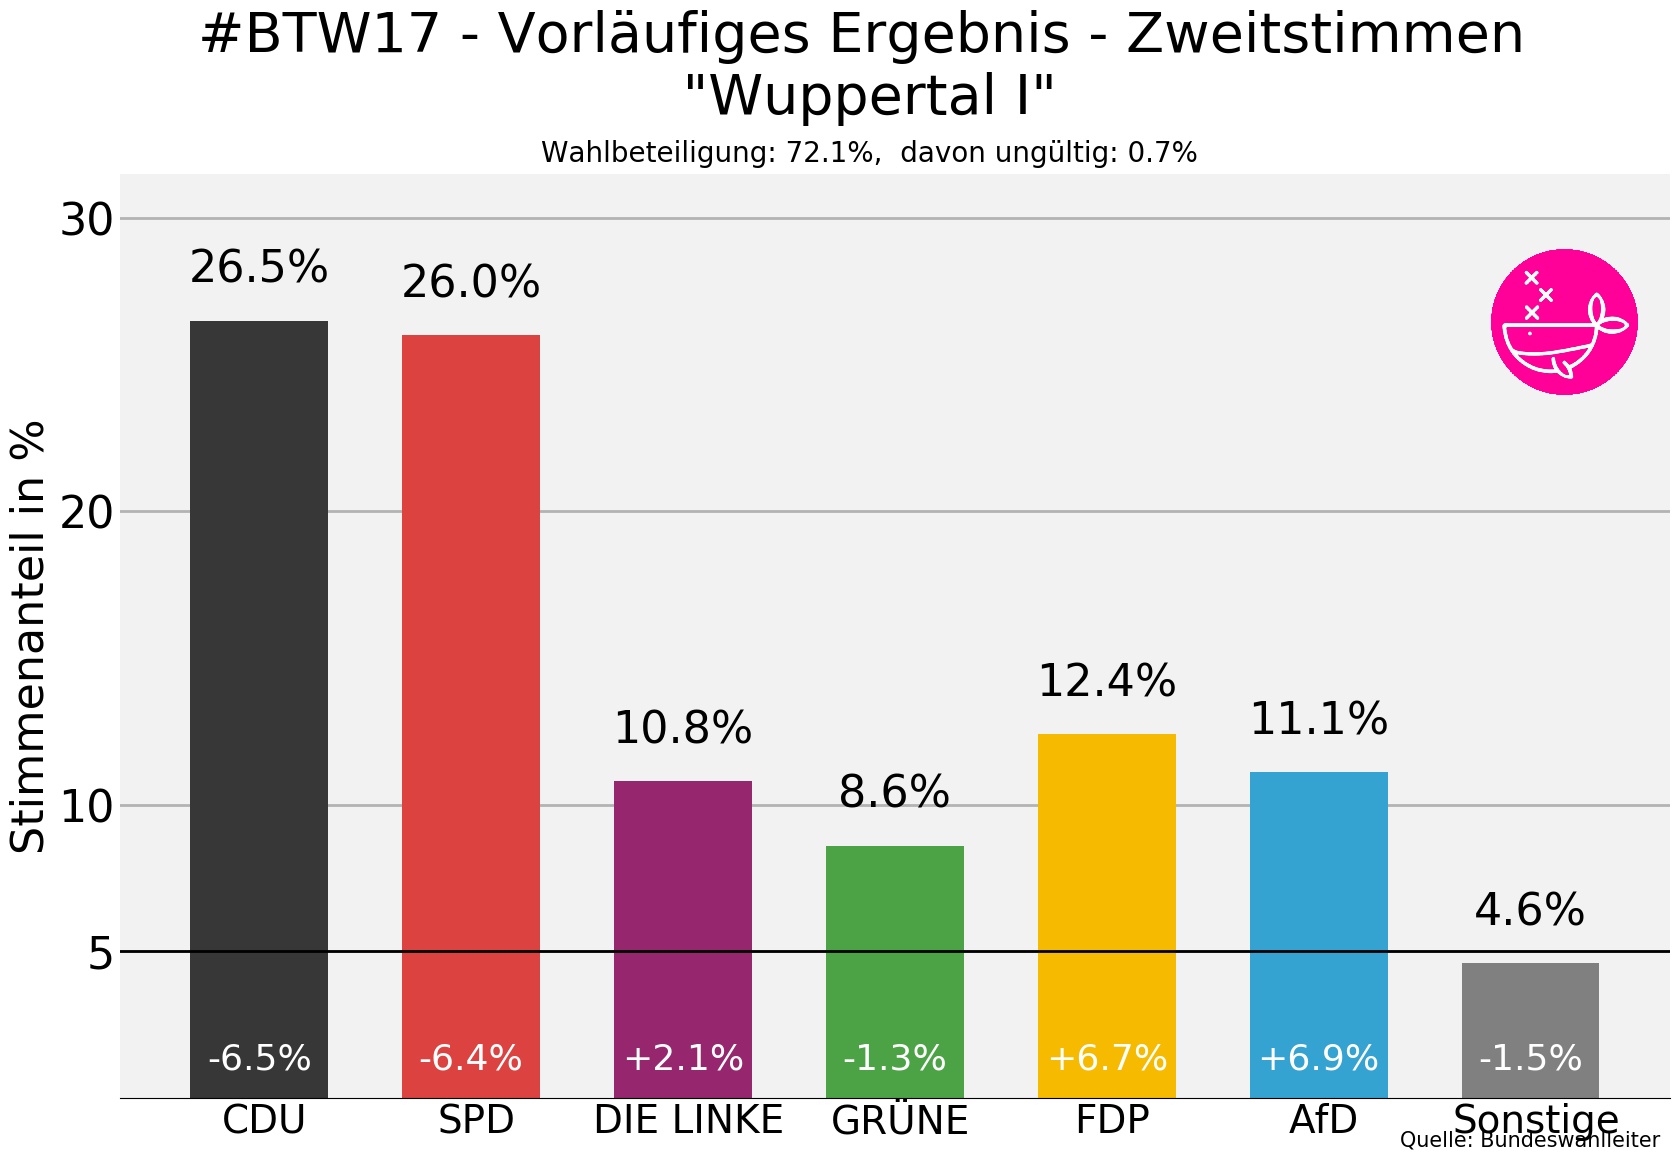 #BTW17 - Vorläufiges Ergebnis - Zweitstimmen
"Wuppertal I"
Wahlbeteiligung: 72.1%,  davon ungültig: 0.7%
Stimmenanteil in %
30
20
10
5
26.5%
26.0%
10.8%
8.6%
12.4%
11.1%
4.6%
-6.5%
-6.4%
+2.1%
-1.3%
+6.7%
+6.9%
-1.5%
CDU
SPD
DIE LINKE
GRÜNE
FDP
AfD
Sonstige
Quelle: Bundeswahlleiter